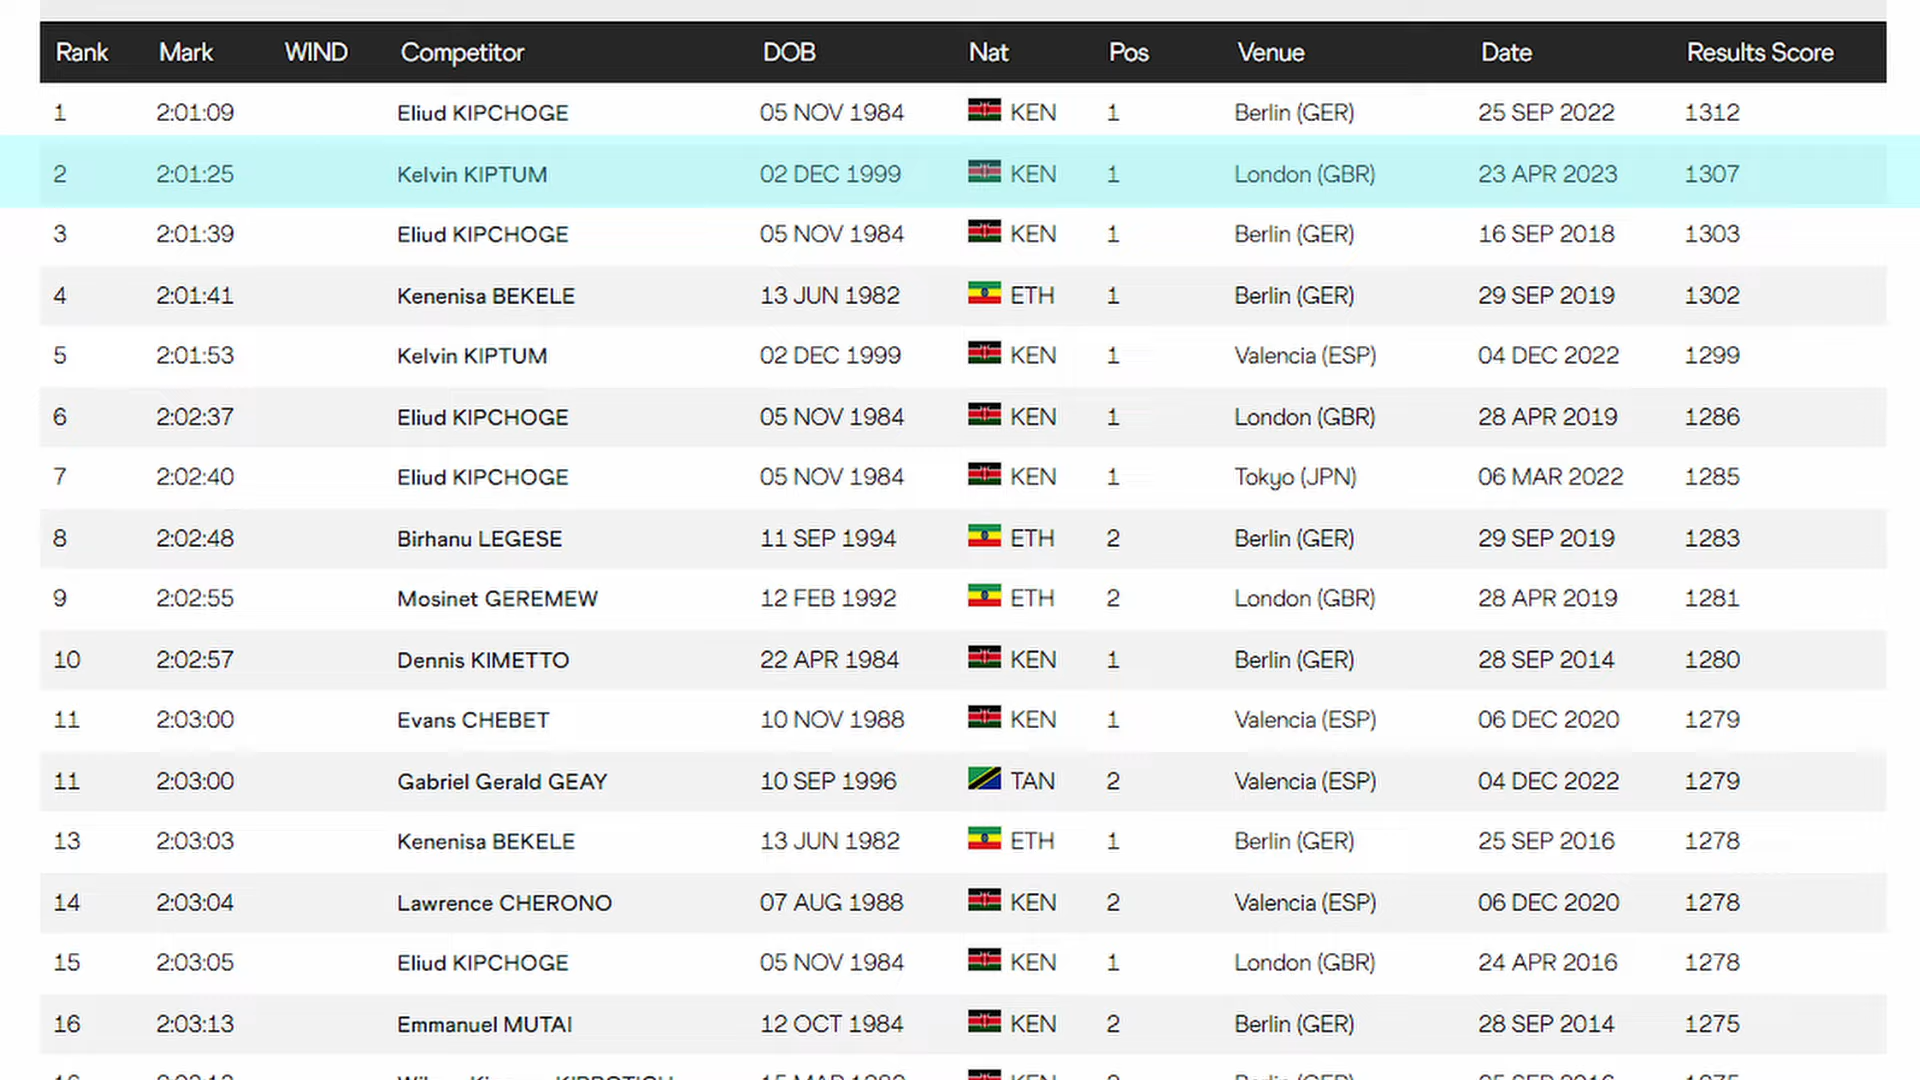 Rank Mark WIND Competitor DOB Nat Pos Venue Date Results Score
1 2:01:09 Eliud KIPCHOGE 05 NOV 1984 KEN 1 Berlin (GER) 25 SEP 2022 1312
2 2:01:25 Kelvin KIPTUM 02 DEC 1999 KEN 1 London (GBR) 23 APR 2023 1307
3 2:01:39 Eliud KIPCHOGE 05 NOV 1984 KEN 1 Berlin (GER) 16 SEP 2018 1303
4 2:01:41 Kenenisa BEKELE 13 JUN 1982 ETH 1 Berlin (GER) 29 SEP 2019 1302
5 2:01:53 Kelvin KIPTUM 02 DEC 1999 KEN 1 Valencia (ESP) 04 DEC 2022 1299
6 2:02:37 Eliud KIPCHOGE 05 NOV 1984 KEN 1 London (GBR) 28 APR 2019 1286
7 2:02:40 Eliud KIPCHOGE 05 NOV 1984 KEN 1 Tokyo (JPN) 06 MAR 2022 1285
8 2:02:48 Birhanu LEGESE 11 SEP 1994 ETH 2 Berlin (GER) 29 SEP 2019 1283
9 2:02:55 Mosinet GEREMEW 12 FEB 1992 ETH 2 London (GBR) 28 APR 2019 1281
10 2:02:57 Dennis KIMETTO 22 APR 1984 KEN 1 Berlin (GER) 28 SEP 2014 1280
11 2:03:00 Evans CHEBET 10 NOV 1988 KEN 1 Valencia (ESP) 06 DEC 2020 1279
11 2:03:00 Gabriel Gerald GEAY 10 SEP 1996 TAN 2 Valencia (ESP) 04 DEC 2022 1279
13 2:03:03 Kenenisa BEKELE 13 JUN 1982 ETH 1 Berlin (GER) 25 SEP 2016 1278
14 2:03:04 Lawrence CHERONO 07 AUG 1988 KEN 2 Valencia (ESP) 06 DEC 2020 1278
15 2:03:05 Eliud KIPCHOGE 05 NOV 1984 KEN 1 London (GBR) 24 APR 2016 1278
16 2:03:13 Emmanuel MUTAI 12 OCT 1984 KEN 2 Berlin (GER) 28 SEP 2014 1275